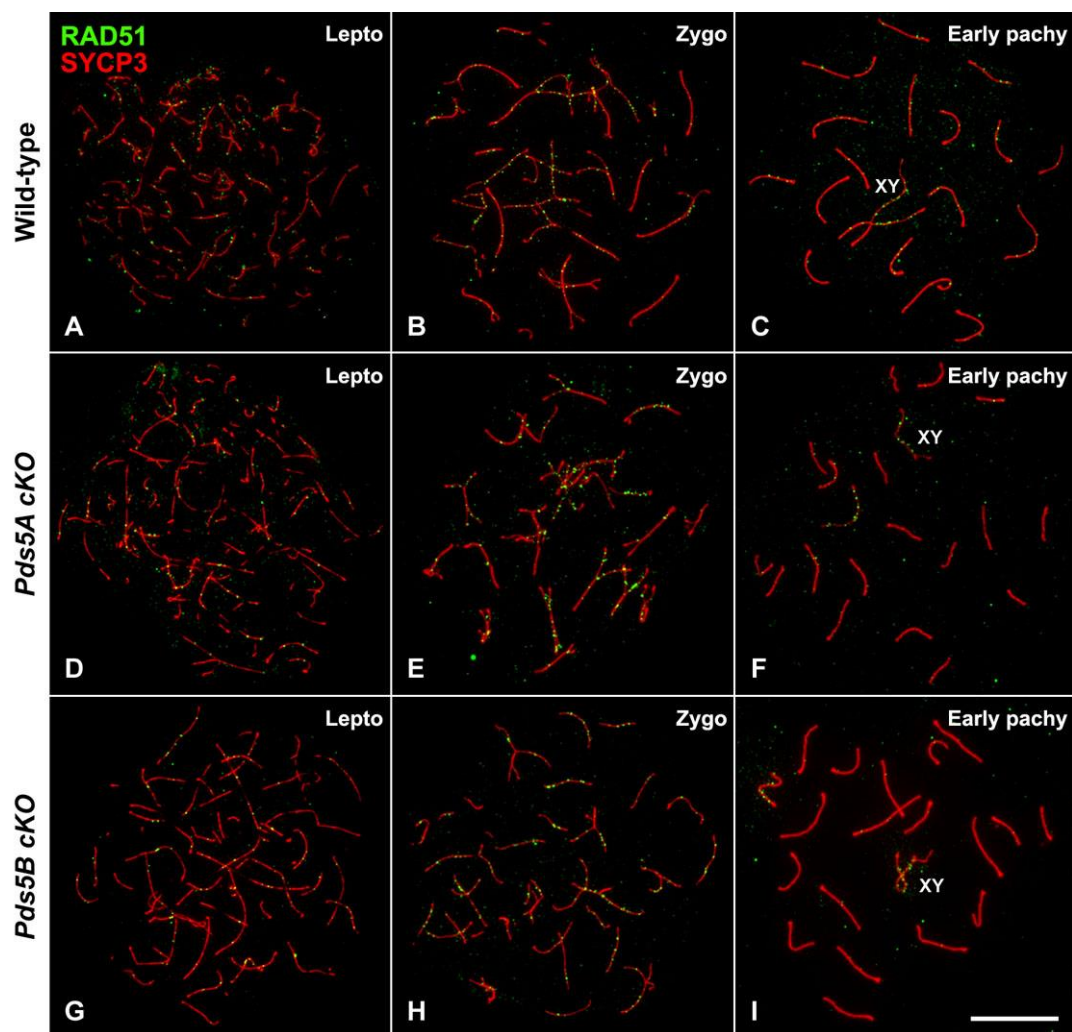 RAD51
SYCP3
Lepto
Zygo
Early pachy
Wild-type
XY
A
B
C
Lepto
Zygo
Early pachy
Pds5A cKO
XY
D
E
F
Lepto
Zygo
Early pachy
Pds5B cKO
XY
G
H
I